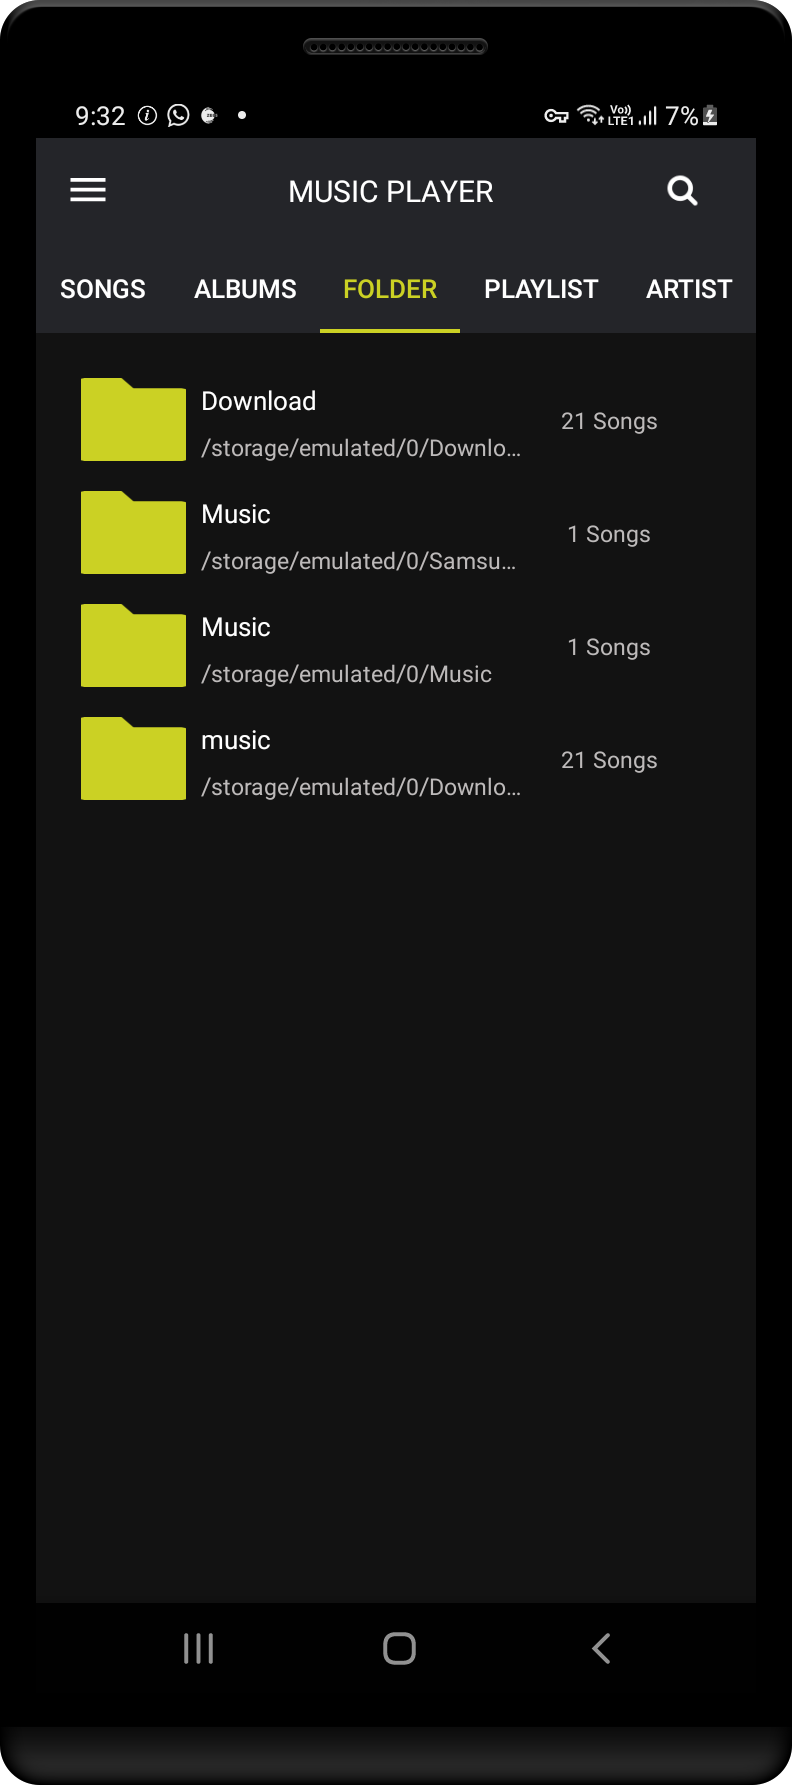 9:32
Vo)) LTE1 7%
MUSIC PLAYER
SONGS ALBUMS FOLDER PLAYLIST ARTIST
Download
/storage/emulated/0/Downlo...
21 Songs
Music
/storage/emulated/0/Samsu...
1 Songs
Music
/storage/emulated/0/Music
1 Songs
music
/storage/emulated/0/Downlo...
21 Songs